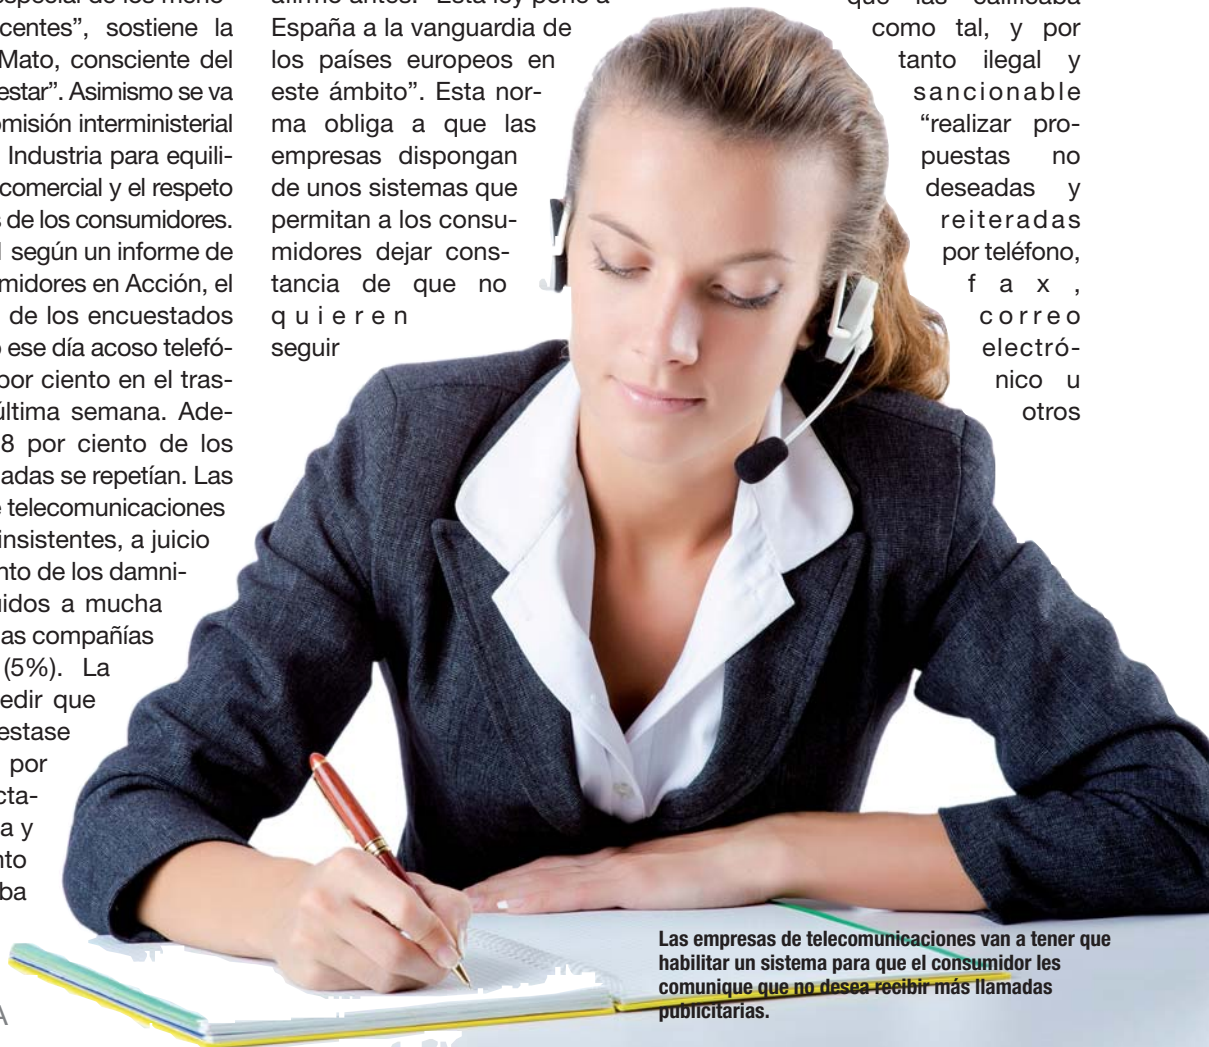 centes”, sostiene la
Mato, consciente del
estar”. Asimismo se va
omisión interministerial
Industria para equili-
comercial y el respeto
s de los consumidores.
según un informe de
midores en Acción, el
de los encuestados
o ese día acoso telefó-
por ciento en el tras-
última semana. Ade-
8 por ciento de los
adas se repetían. Las
e telecomunicaciones
insistentes, a juicio
nto de los damni-
uidos a mucha
las compañías
(5%). La
edir que
estase
por
cta-
a y
nto
ba
A
España a la vanguardia de
los países europeos en
este ámbito”. Esta nor-
ma obliga a que las
empresas dispongan
de unos sistemas que
permitan a los consu-
midores dejar cons-
tancia de que no
quieren
seguir
que las calificaba
como tal, y por
tanto ilegal y
sancionable
“realizar pro-
puestas no
deseadas y
reiteradas
por teléfono,
fax,
correo
electró-
nico u
otros
Las empresas de telecomunicaciones van a tener que
habilitar un sistema para que el consumidor les
comunique que no desea recibir más llamadas
publicitarias.